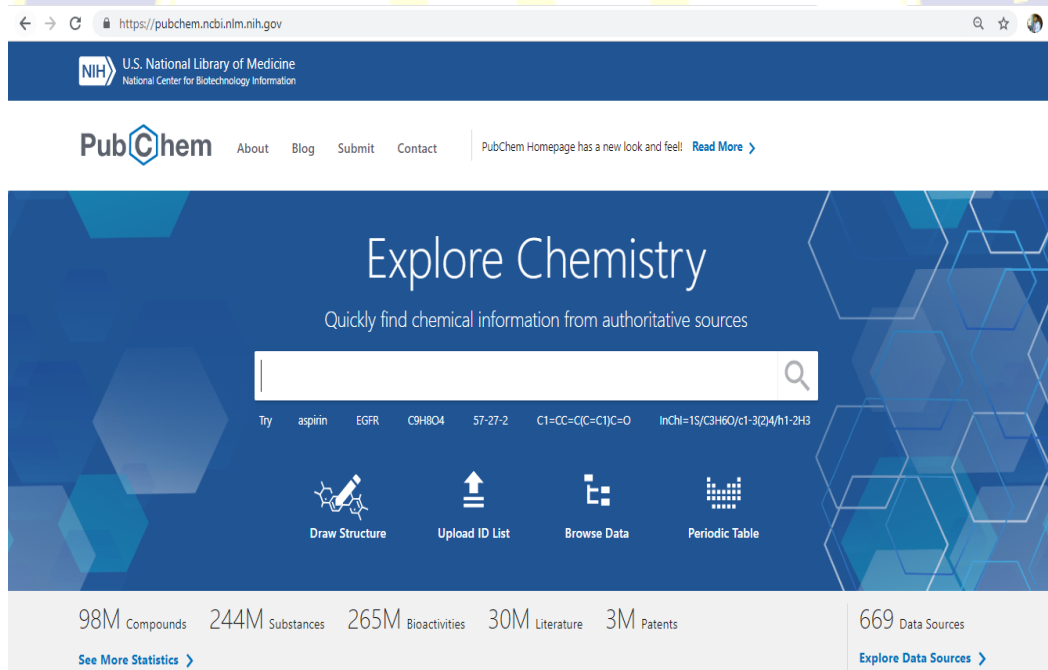 https://pubchem.ncbi.nlm.nih.gov
NIH U.S. National Library of Medicine
National Center for Biotechnology Information
PubChem About Blog Submit Contact PubChem Homepage has a new look and feel! Read More
Explore Chemistry
Quickly find chemical information from authoritative sources
Try aspirin EGFR C9H8O4 57-27-2 C1=CC=C(C=C1)C=O InChI=1S/C3H6O/c1-3(2)4/h1-2H3
Draw Structure Upload ID List Browse Data Periodic Table
98M Compounds 244M Substances 265M Bioactivities 30M Literature 3M Patents 669 Data Sources
See More Statistics Explore Data Sources